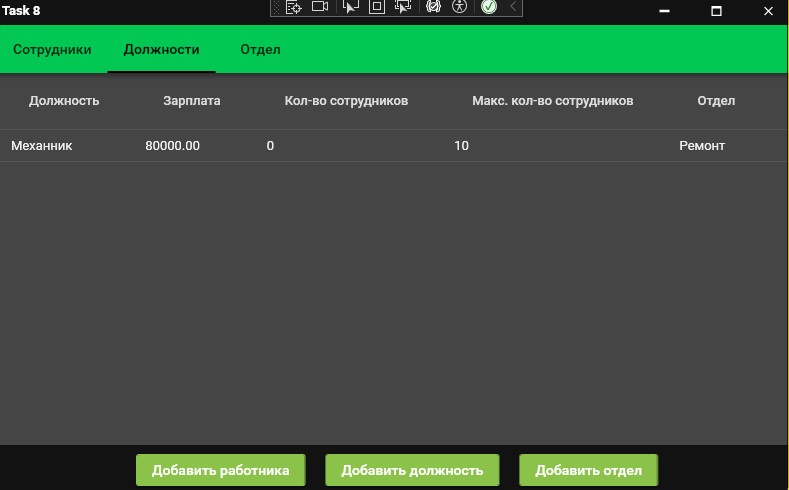 Task 8
Сотрудники Должности Отдел
Должность Зарплата Кол-во сотрудников Макс. кол-во сотрудников Отдел
Механник 80000.00 0 10 Ремонт
Добавить работника Добавить должность Добавить отдел